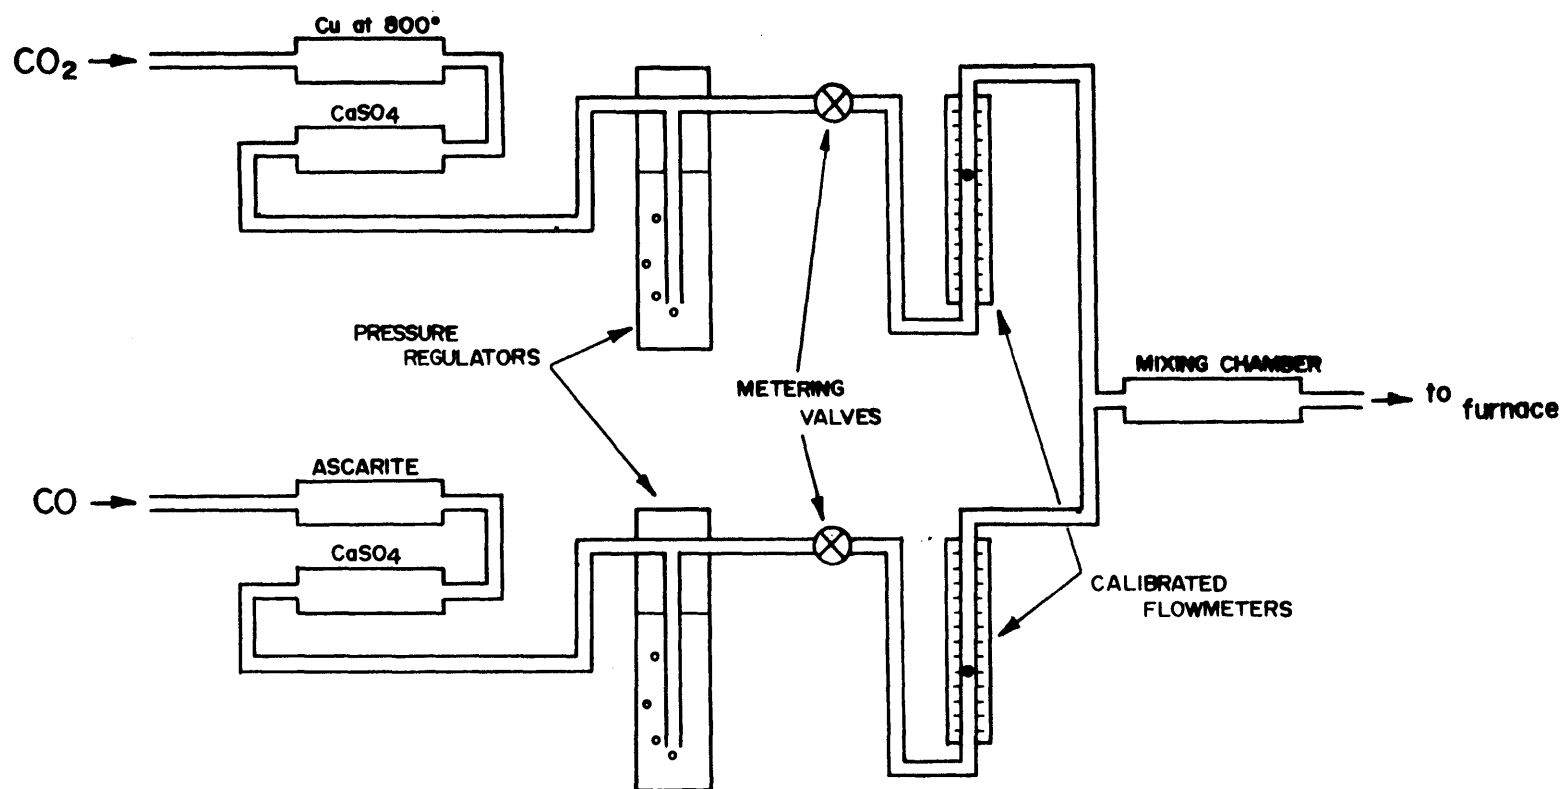 Cu at 800°
CO₂
CaSO4
PRESSURE
REGULATORS
METERING
VALVES
MIXING CHAMBER
to
furnace
ASCARITE
CO
CaSO4
CALIBRATED
FLOWMETERS